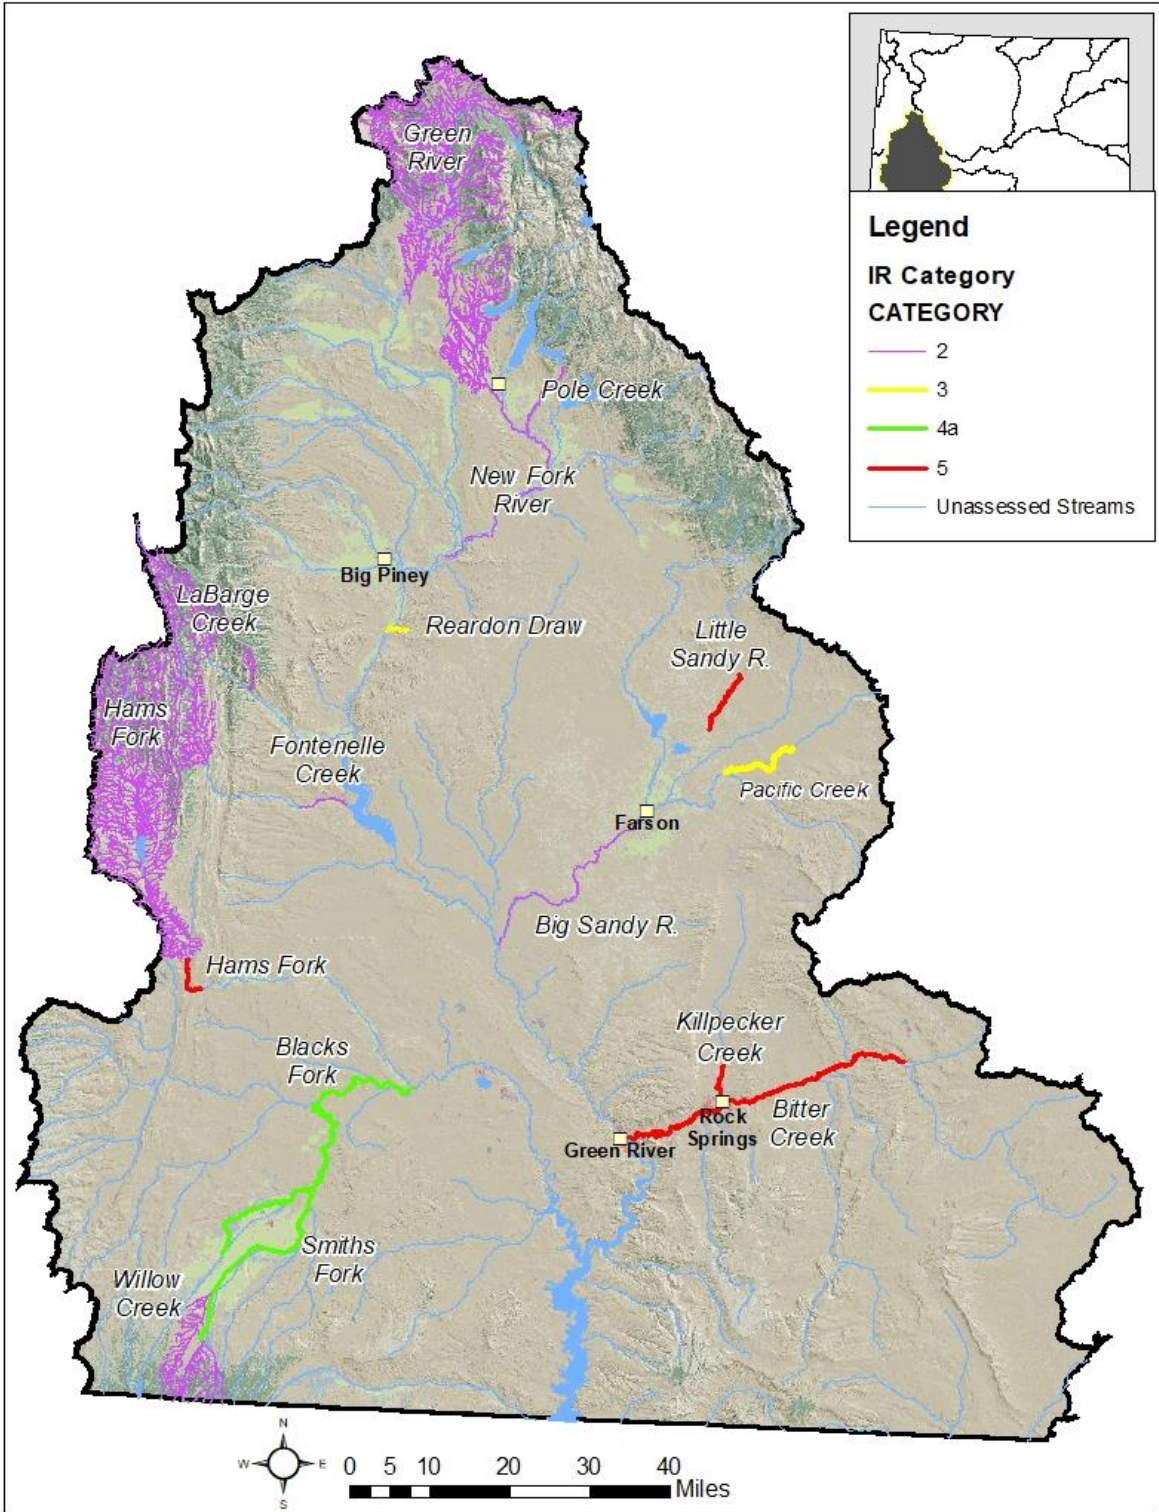 Green
River
Legend
IR Category
CATEGORY
2
3
4a
5
Unassessed Streams
Pole Creek
New Fork
River
Big Piney
LaBarge
Creek
Reardon Draw
Little
Sandy R.
Hams
Fork
Fontenelle
Creek
Pacific Creek
Farson
Big Sandy R.
Hams Fork
Killpecker
Creek
Blacks
Fork
Rock
Springs
Bitter
Creek
Green River
Smiths
Fork
Willow
Creek
N
W
E
S
0 5 10 20 30 40
Miles